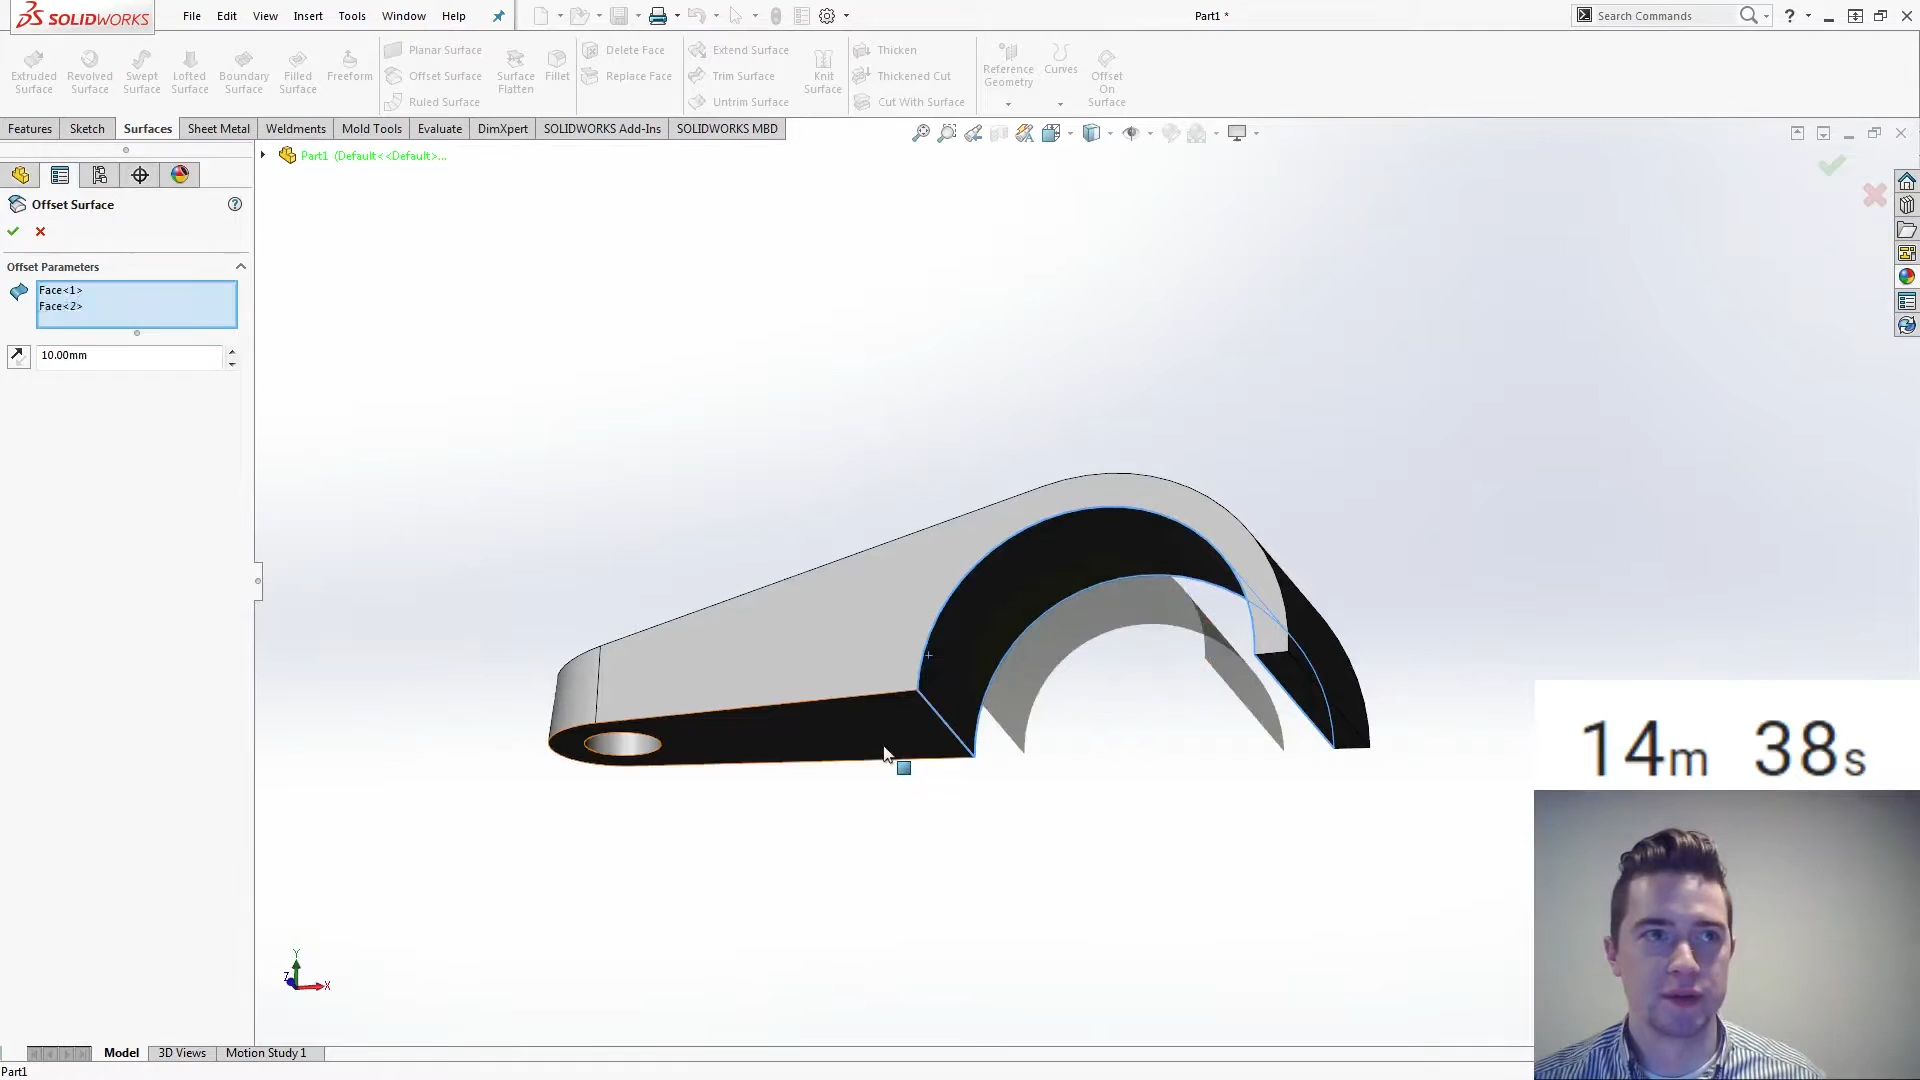 SOLIDWORKS
File Edit View Insert Tools Window Help
Part1 *
Search Commands
Extruded Surface
Revolved Surface
Swept Surface
Lofted Surface
Boundary Surface
Filled Surface
Freeform
Planar Surface
Offset Surface
Ruled Surface
Surface Flatten
Fillet
Delete Face
Replace Face
Extend Surface
Trim Surface
Untrim Surface
Knit Surface
Thicken
Thickened Cut
Cut With Surface
Reference Geometry
Curves
Offset On Surface
Features Sketch Surfaces Sheet Metal Weldments Mold Tools Evaluate DimXpert SOLIDWORKS Add-Ins SOLIDWORKS MBD
Part1 (Default<<Default>...
Offset Surface
Offset Parameters
Face<1>
Face<2>
10.00mm
14m 38s
Y
Z
X
Model 3D Views Motion Study 1
Part1